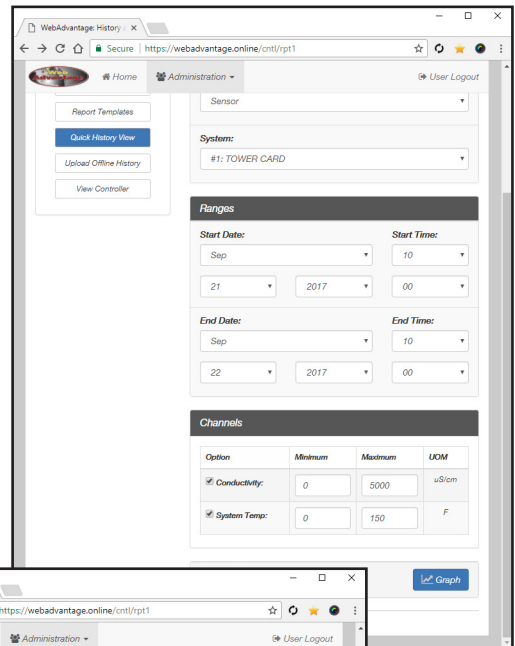 WebAdvantage: History
Secure | https://webadvantage.online/cntl/rpt1
Web Advantage Home Administration User Logout
Sensor
Report Templates
Quick History View
Upload Offline History
View Controller
System:
#1: TOWER CARD
Ranges
Start Date: Start Time:
Sep 10
21 2017 00
End Date: End Time:
Sep 10
22 2017 00
Channels
Option Minimum Maximum UOM
Conductivity: 0 5000 uS/cm
System Temp: 0 150 F
Graph
https://webadvantage.online/cntl/rpt1
Administration User Logout